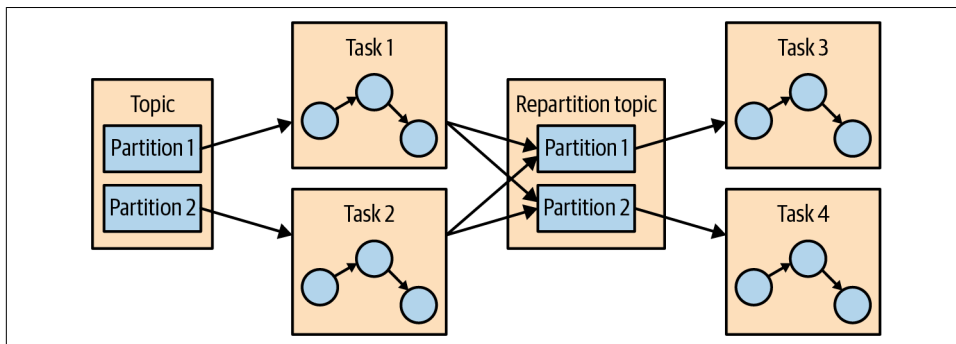 Topic
Partition 1
Partition 2
Task 1
Task 2
Repartition topic
Partition 1
Partition 2
Task 3
Task 4